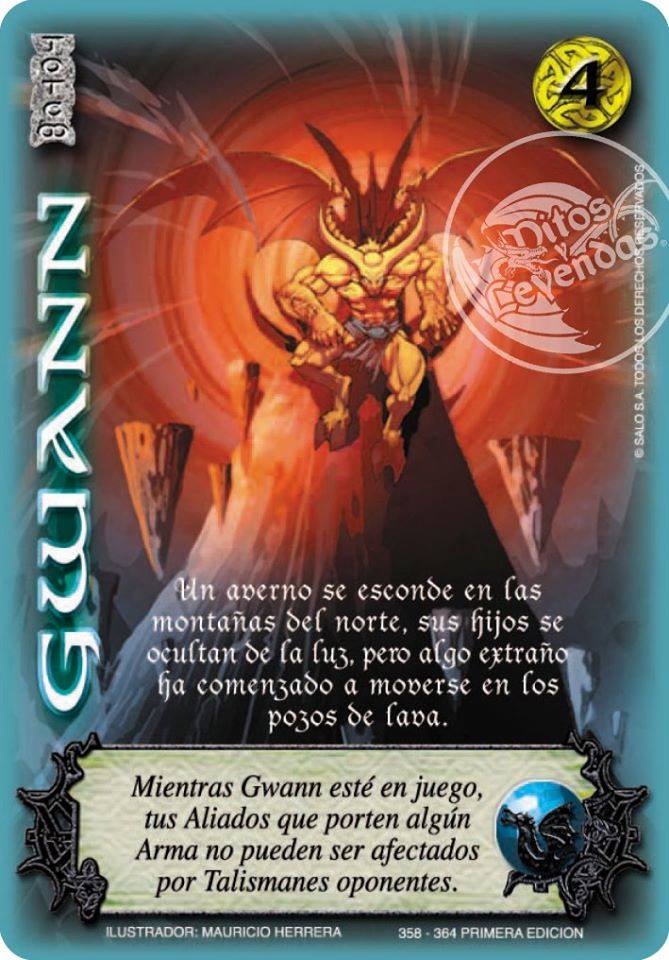 4
GWANN
Mitos
y
Leyendas
© SALO S.A. TODOS LOS DERECHOS RESERVADOS.
Un averno se esconde en las
montañas del norte, sus hijos se
ocultan de la luz, pero algo extraño
ha comenzado a moverse en los
pozos de lava.
Mientras Gwann esté en juego,
tus Aliados que porten algún
Arma no pueden ser afectados
por Talismanes oponentes.
ILUSTRADOR: MAURICIO HERRERA
358 - 364 PRIMERA EDICION